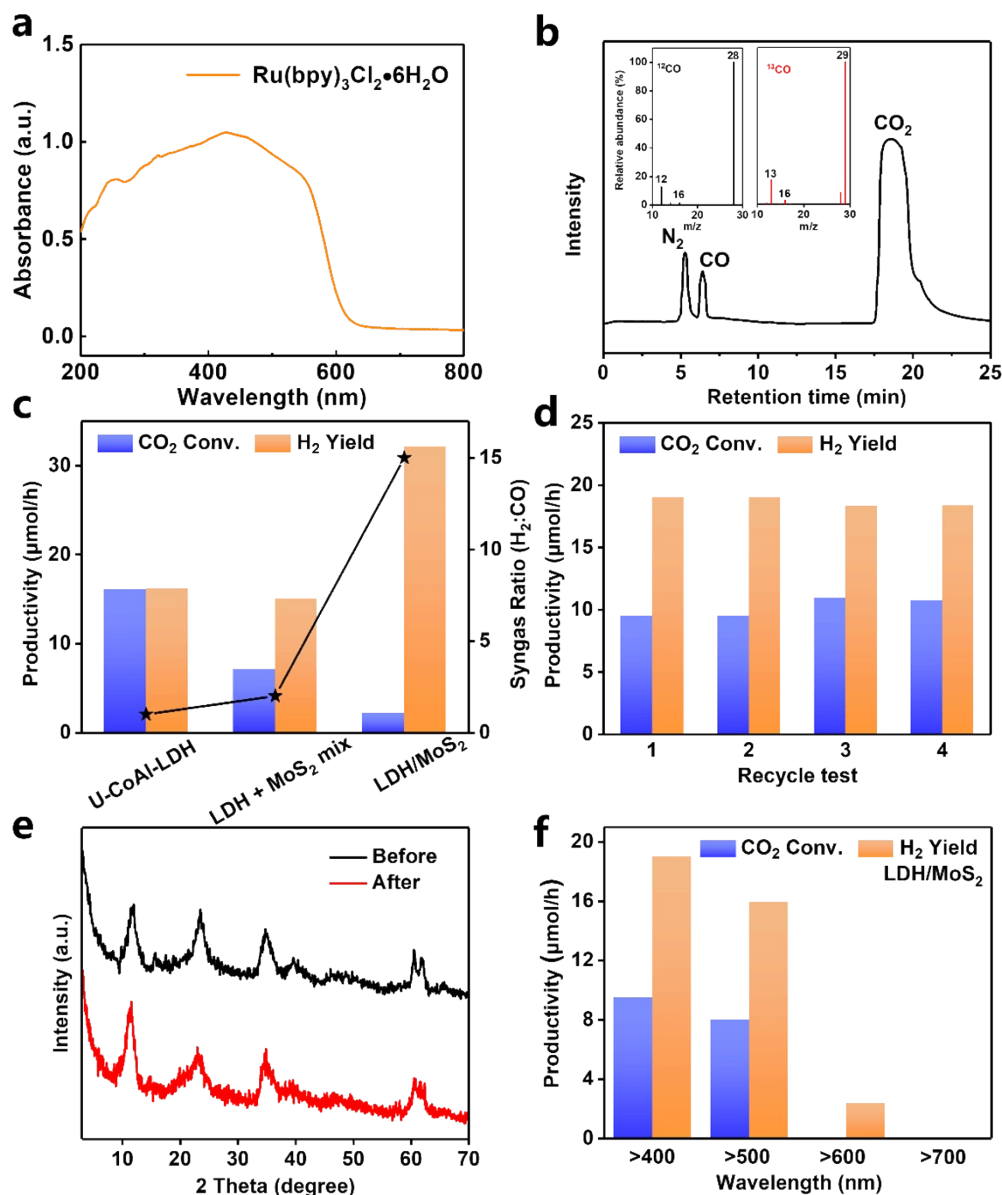 a
Ru(bpy)₃Cl₂•6H₂O
Absorbance (a.u.)
1.5
1.0
0.5
0.0
200 400 600 800
Wavelength (nm)
b
Intensity
Relative abundance (%)
100
80
60
40
20
0
¹²CO
28
12
16
10 20 30
m/z
¹³CO
29
13
16
10 20 30
m/z
N₂
CO
CO₂
0 5 10 15 20 25
Retention time (min)
c
CO₂ Conv. H₂ Yield
Productivity (μmol/h)
30
20
10
0
Syngas Ratio (H₂:CO)
15
10
5
0
U-CoAl-LDH
LDH + MoS₂ mix
LDH/MoS₂
d
CO₂ Conv. H₂ Yield
Productivity (μmol/h)
25
20
15
10
5
0
1 2 3 4
Recycle test
e
Before
After
Intensity (a.u.)
10 20 30 40 50 60 70
2 Theta (degree)
f
CO₂ Conv. H₂ Yield
LDH/MoS₂
Productivity (μmol/h)
20
16
12
8
4
0
>400 >500 >600 >700
Wavelength (nm)